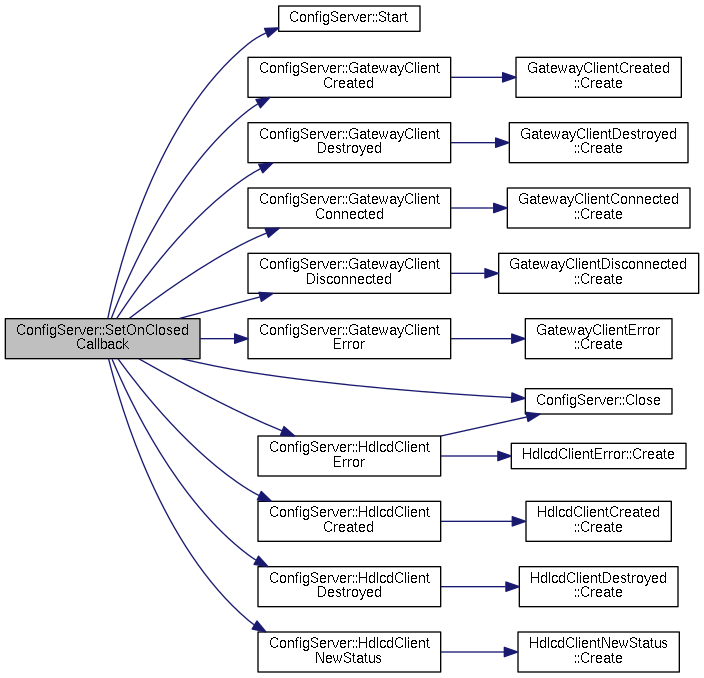 ConfigServer::Start
ConfigServer::GatewayClient
Created
GatewayClientCreated
::Create
ConfigServer::GatewayClient
Destroyed
GatewayClientDestroyed
::Create
ConfigServer::GatewayClient
Connected
GatewayClientConnected
::Create
ConfigServer::GatewayClient
Disconnected
GatewayClientDisconnected
::Create
ConfigServer::SetOnClosed
Callback
ConfigServer::GatewayClient
Error
GatewayClientError
::Create
ConfigServer::Close
ConfigServer::HdlcdClient
Error
HdlcdClientError::Create
ConfigServer::HdlcdClient
Created
HdlcdClientCreated
::Create
ConfigServer::HdlcdClient
Destroyed
HdlcdClientDestroyed
::Create
ConfigServer::HdlcdClient
NewStatus
HdlcdClientNewStatus
::Create